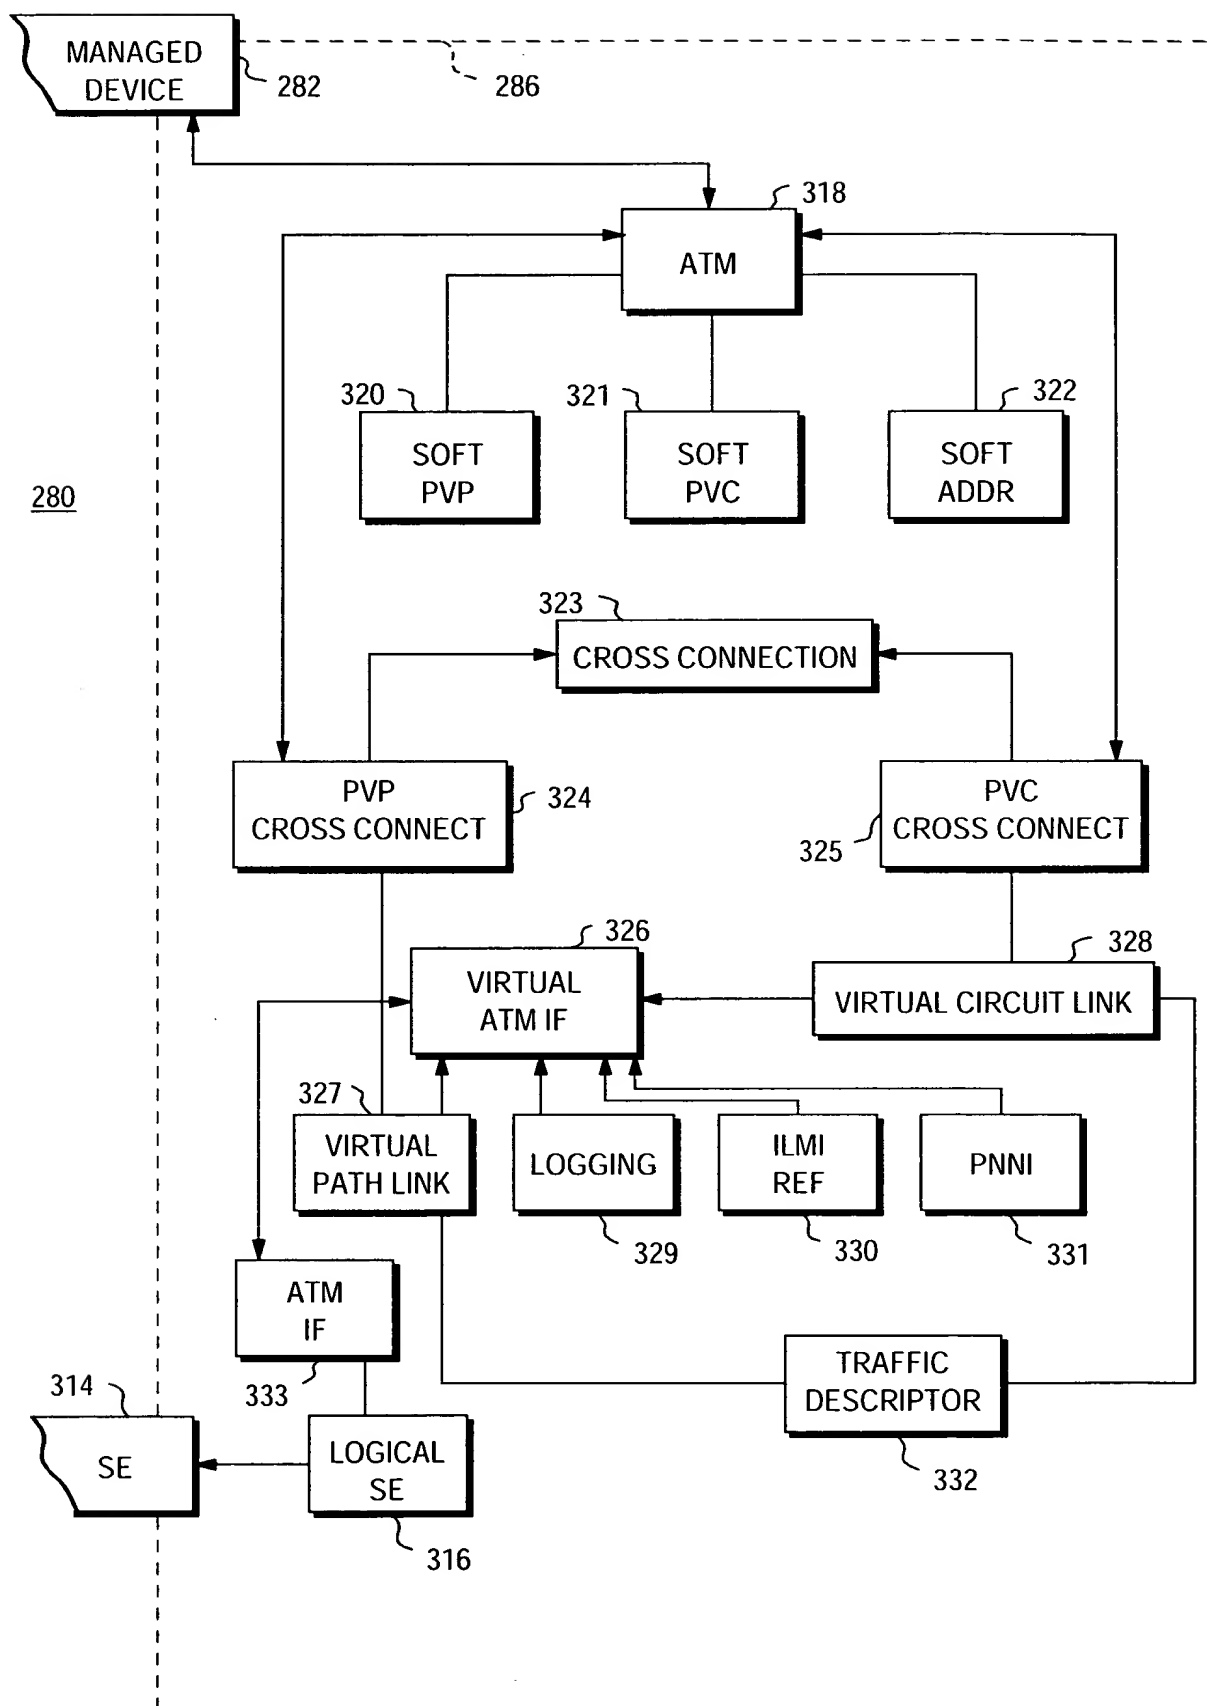 MANAGED
DEVICE
282
286
318
ATM
320
321
322
SOFT
PVP
SOFT
PVC
SOFT
ADDR
280
323
CROSS CONNECTION
PVP
CROSS CONNECT
324
PVC
CROSS CONNECT
325
326
VIRTUAL
ATM IF
328
VIRTUAL CIRCUIT LINK
327
VIRTUAL
PATH LINK
LOGGING
329
ILMI
REF
330
PNNI
331
ATM
IF
333
TRAFFIC
DESCRIPTOR
332
314
SE
LOGICAL
SE
316